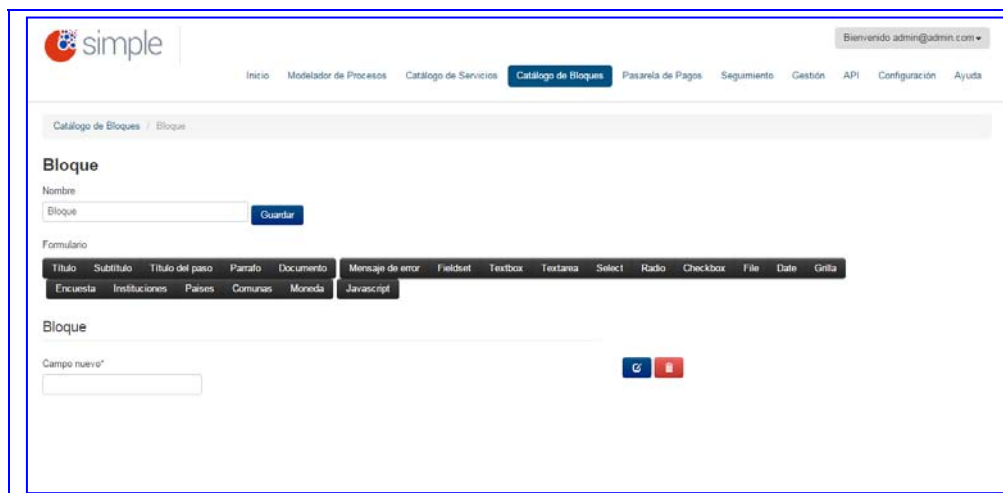 simple
Bienvenido admin@admin.com
Inicio Modelador de Procesos Catálogo de Servicios Catálogo de Bloques Pasarela de Pagos Seguimiento Gestión API Configuración Ayuda
Catálogo de Bloques / Bloque
Bloque
Nombre
Bloque Guardar
Formulario
Título Subtítulo Título del paso Parrafo Documento Mensaje de error Fieldset Textbox Textarea Select Radio Checkbox File Date Grilla
Encuesta Instituciones Paises Comunas Moneda Javascript
Bloque
Campo nuevo*